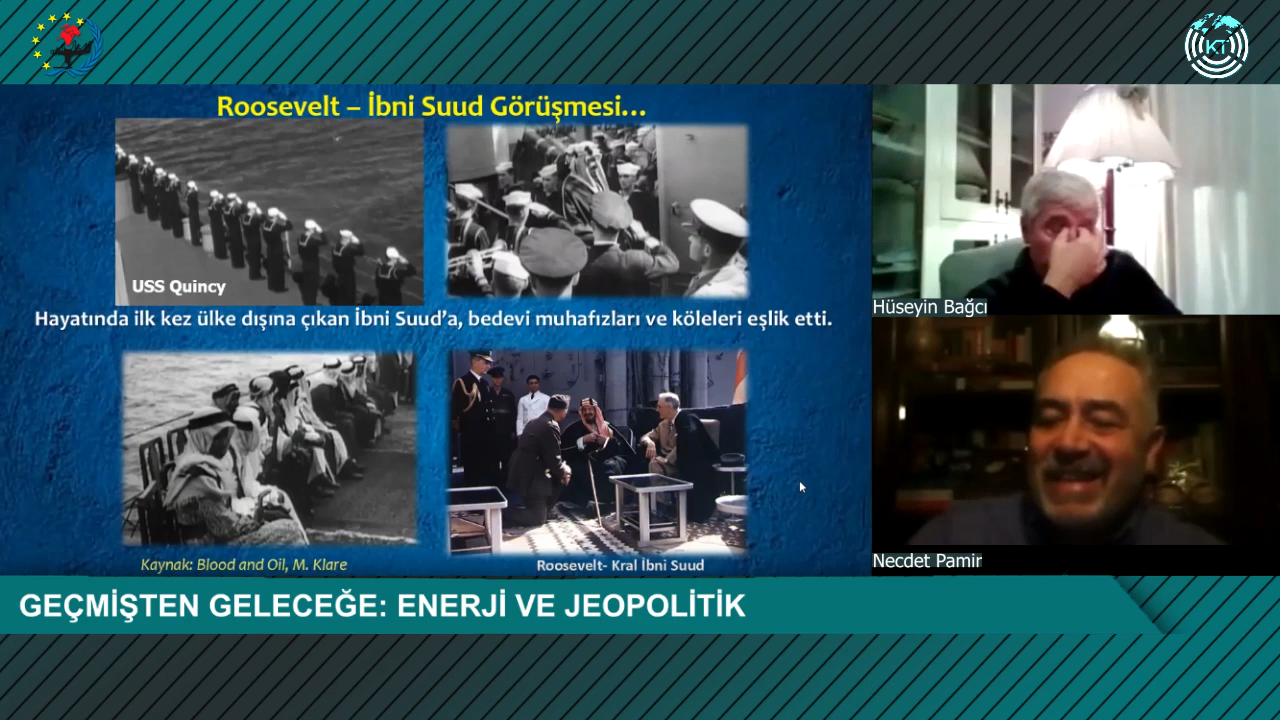 KT
Roosevelt – İbni Suud Görüşmesi...
USS Quincy
Hayatında ilk kez ülke dışına çıkan İbni Suud'a, bedevi muhafızları ve köleleri eşlik etti.
Kaynak: Blood and Oil, M. Klare
Roosevelt- Kral İbni Suud
Hüseyin Bağcı
Necdet Pamir
GEÇMİŞTEN GELECEĞE: ENERJİ VE JEOPOLİTİK